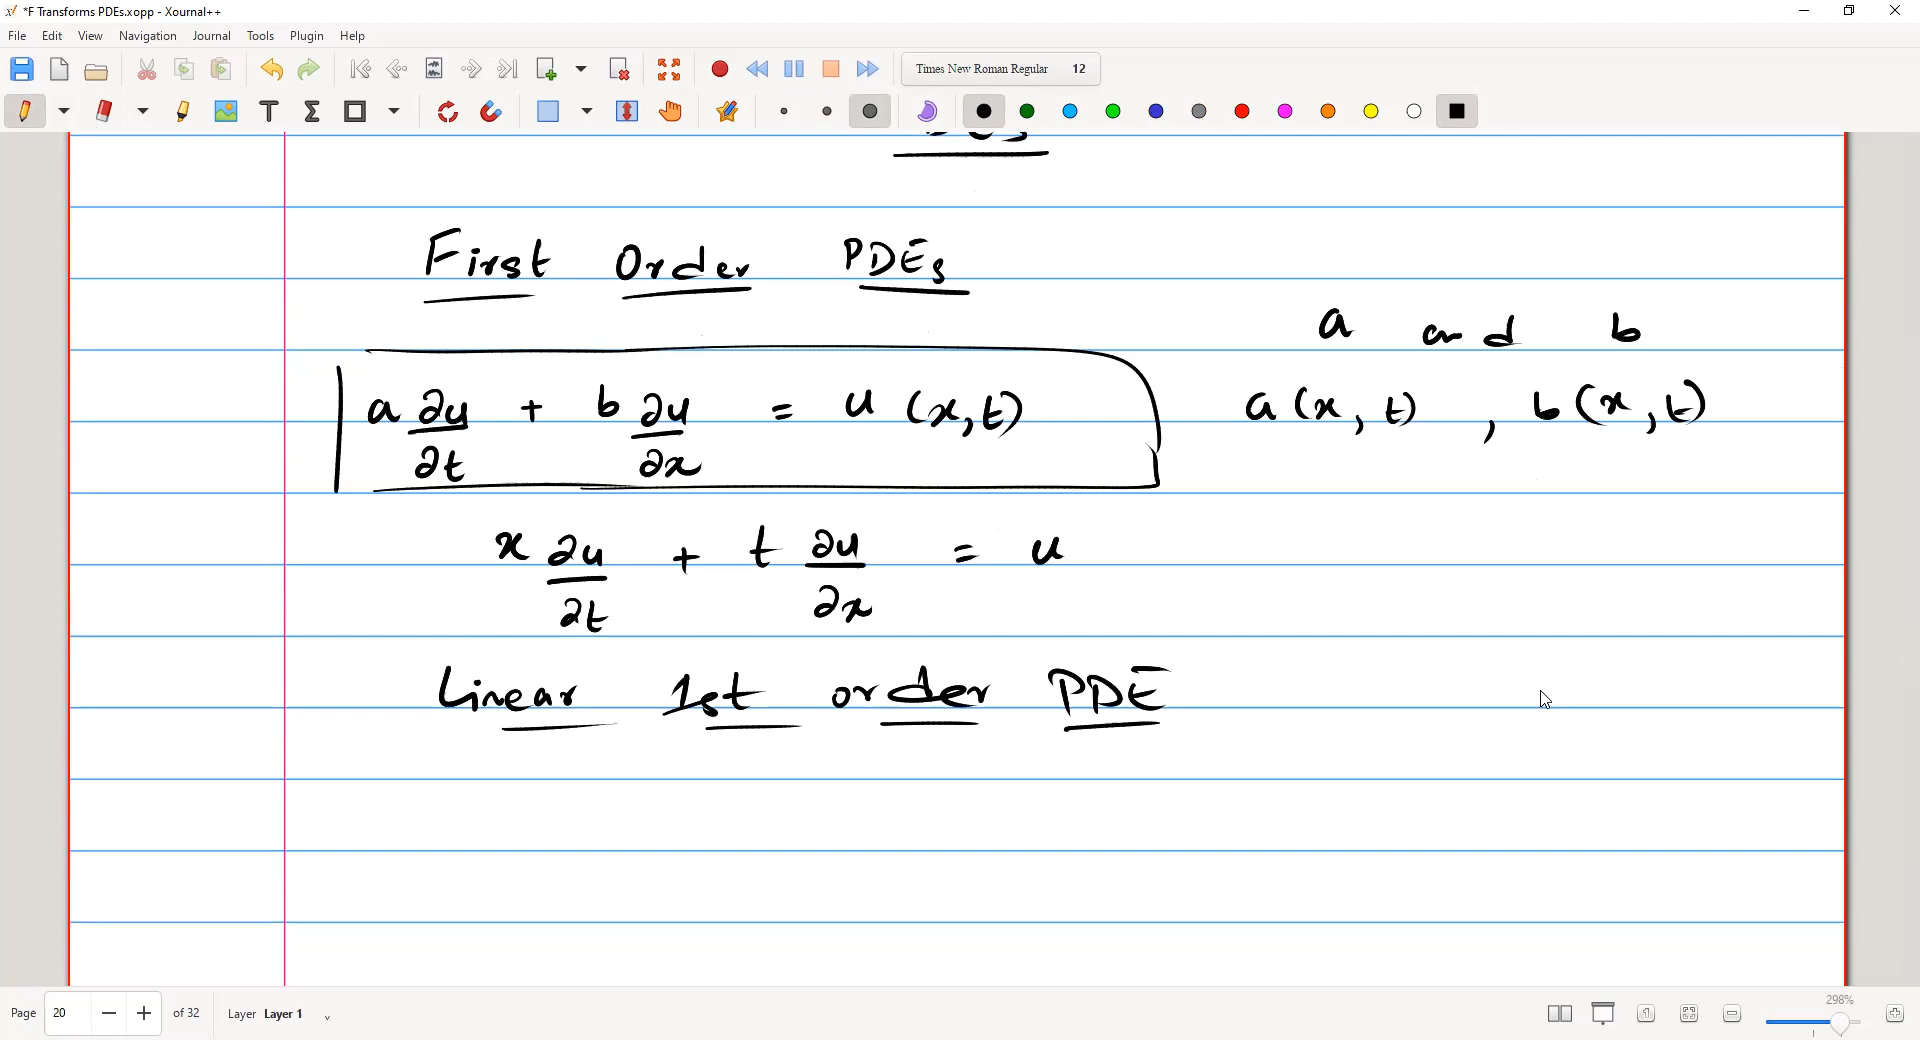 *F Transforms PDEs.xopp - Xournal++
File Edit View Navigation Journal Tools Plugin Help
Times New Roman Regular 12
First Order PDEs
a and b
a ∂u/∂t + b ∂u/∂x = u (x,t)
a (x, t) , b (x, t)
x ∂u/∂t + t ∂u/∂x = u
Linear 1st order PDE
Page 20 of 32 Layer Layer 1
298%